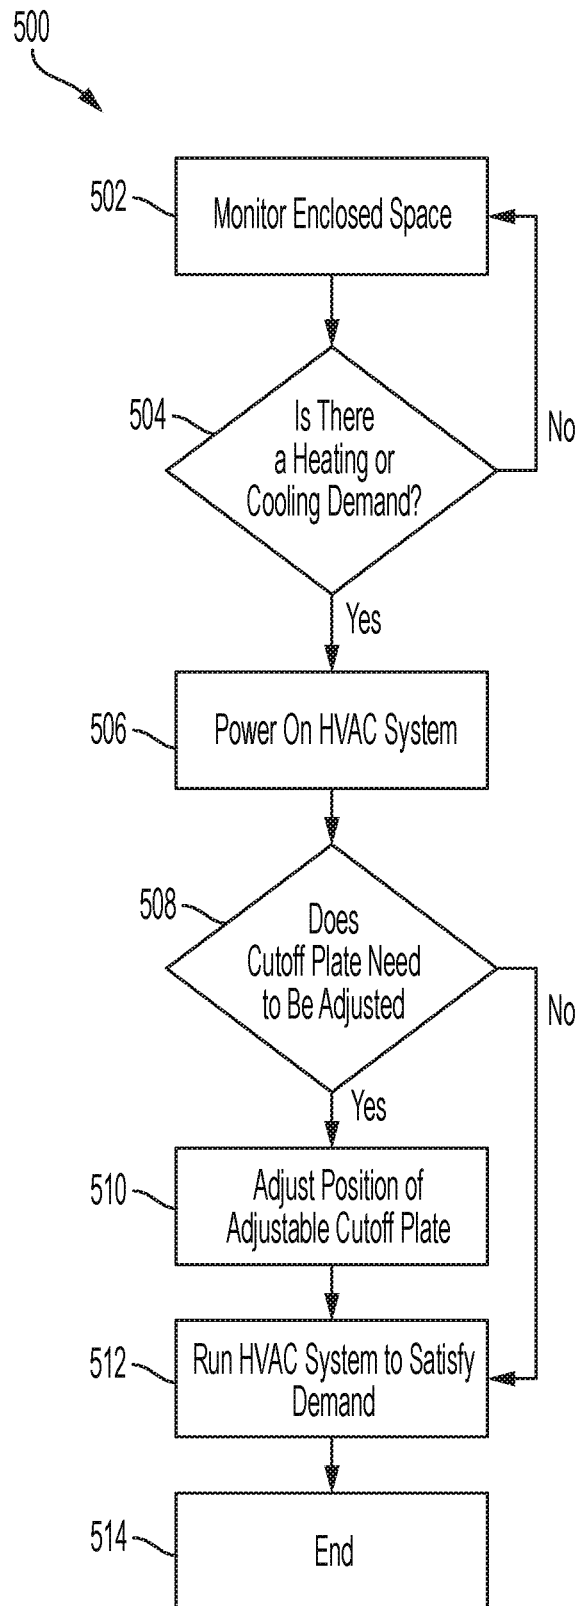 500
502
Monitor Enclosed Space
504
Is There
a Heating or
Cooling Demand?
No
Yes
506
Power On HVAC System
508
Does
Cutoff Plate Need
to Be Adjusted
No
Yes
510
Adjust Position of
Adjustable Cutoff Plate
512
Run HVAC System to Satisfy
Demand
514
End